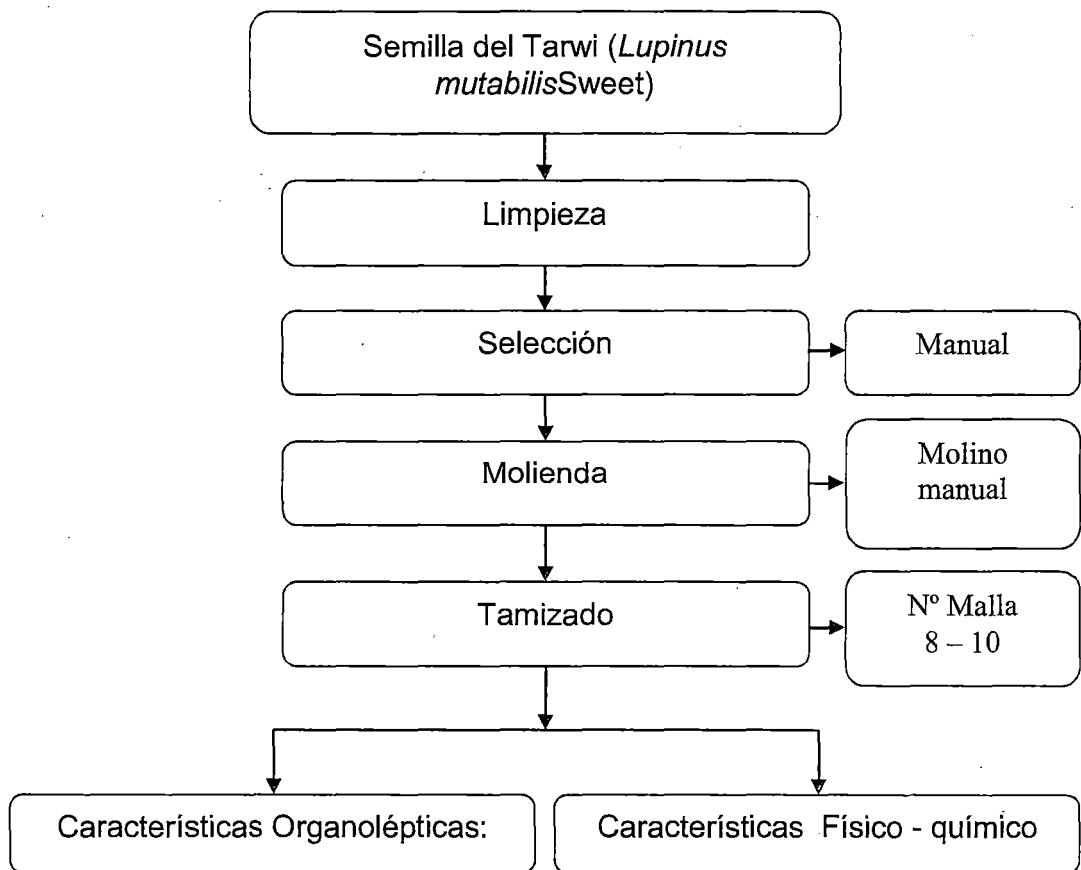 Semilla del Tarwi (Lupinus
mutabilisSweet)
Limpieza
Selección
Manual
Molienda
Molino
manual
Tamizado
Nº Malla
8 – 10
Características Organolépticas:
Características Físico - químico